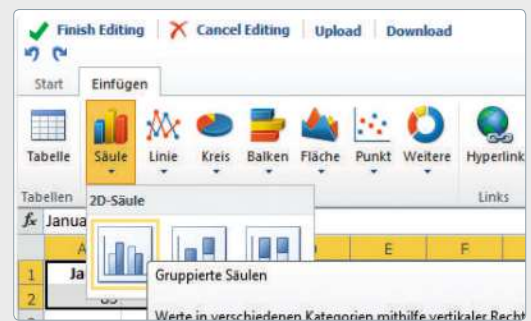 Finish Editing Cancel Editing Upload Download
Start Einfügen
Tabelle Säule Linie Kreis Balken Fläche Punkt Weitere Hyperlink
Tabellen Links
2D-Säule
fx Janua
A E F
1 Ja
Gruppierte Säulen
2
Werte in verschiedenen Kategorien mithilfe vertikaler Recht